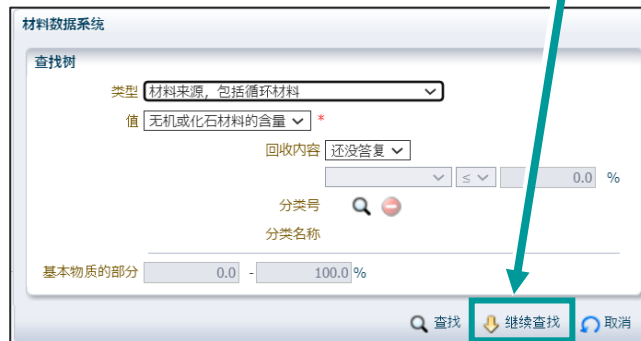 材料数据系统
查找树
类型 材料来源，包括循环材料
值 无机或化石材料的含量 *
回收内容 还没答复
≤ 0.0 %
分类号
分类名称
基本物质的部分 0.0 - 100.0 %
查找 继续查找 取消